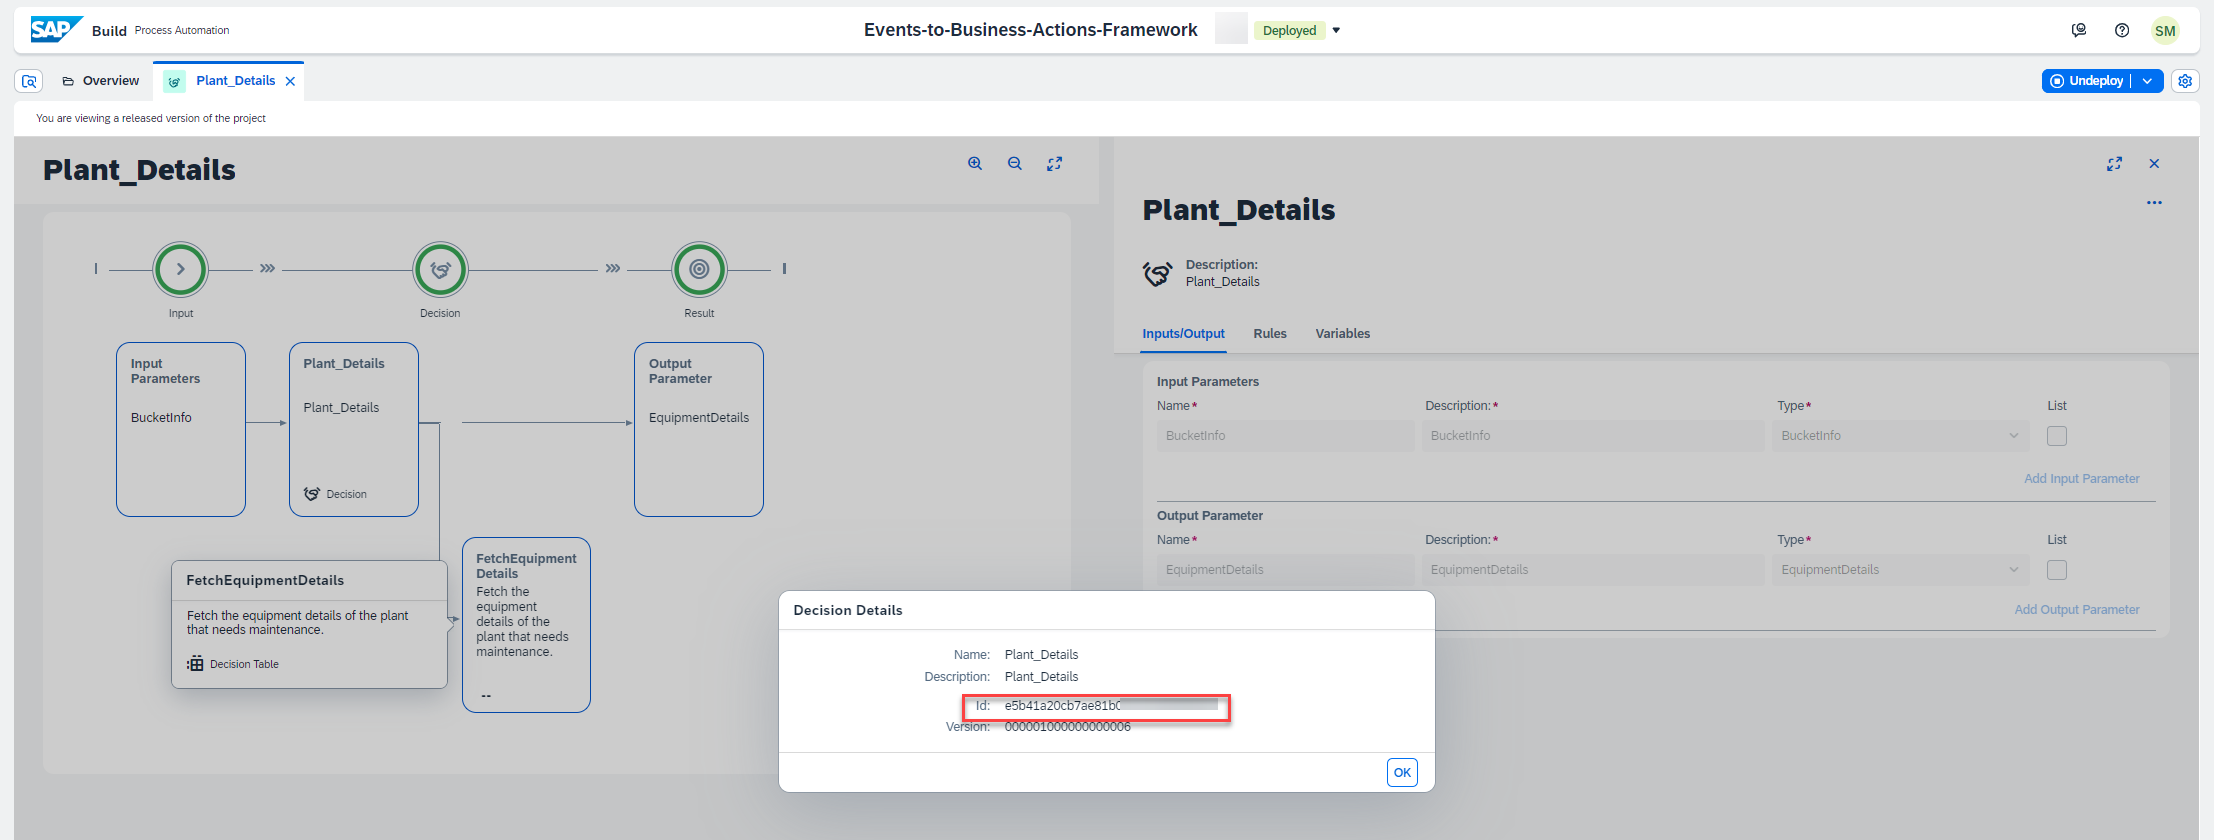 SAP Build Process Automation
Events-to-Business-Actions-Framework Deployed
SM
Overview
Plant_Details
Undeploy
You are viewing a released version of the project
Plant_Details
Input
Decision
Result
Input
Parameters
BucketInfo
Plant_Details
Plant_Details
Decision
Output
Parameter
EquipmentDetails
FetchEquipmentDetails
Fetch the equipment details of the plant
that needs maintenance.
Decision Table
FetchEquipment
Details
Fetch the
equipment
details of the
plant that needs
maintenance.
--
Plant_Details
Description:
Plant_Details
Inputs/Output Rules Variables
Input Parameters
Name* Description:* Type* List
BucketInfo BucketInfo BucketInfo
Add Input Parameter
Output Parameter
Name* Description:* Type* List
EquipmentDetails EquipmentDetails EquipmentDetails
Add Output Parameter
Decision Details
Name: Plant_Details
Description: Plant_Details
Id: e5b41a20cb7ae81b
Version: 000001000000000006
OK